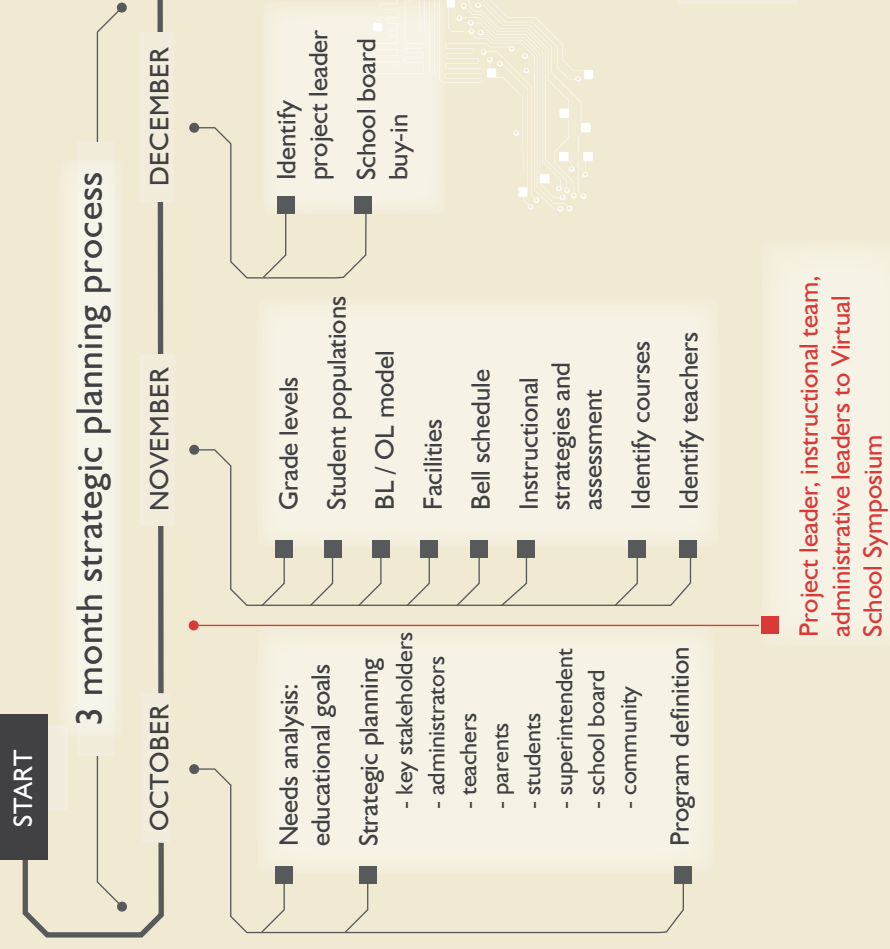 START
3 month strategic planning process
OCTOBER
Needs analysis:
educational goals
Strategic planning
- key stakeholders
- administrators
- teachers
- parents
- students
- superintendent
- school board
- community
Program definition
Project leader, instructional team,
administrative leaders to Virtual
School Symposium
NOVEMBER
Grade levels
Student populations
BL / OL model
Facilities
Bell schedule
Instructional
strategies and
assessment
Identify courses
Identify teachers
DECEMBER
Identify
project leader
School board
buy-in